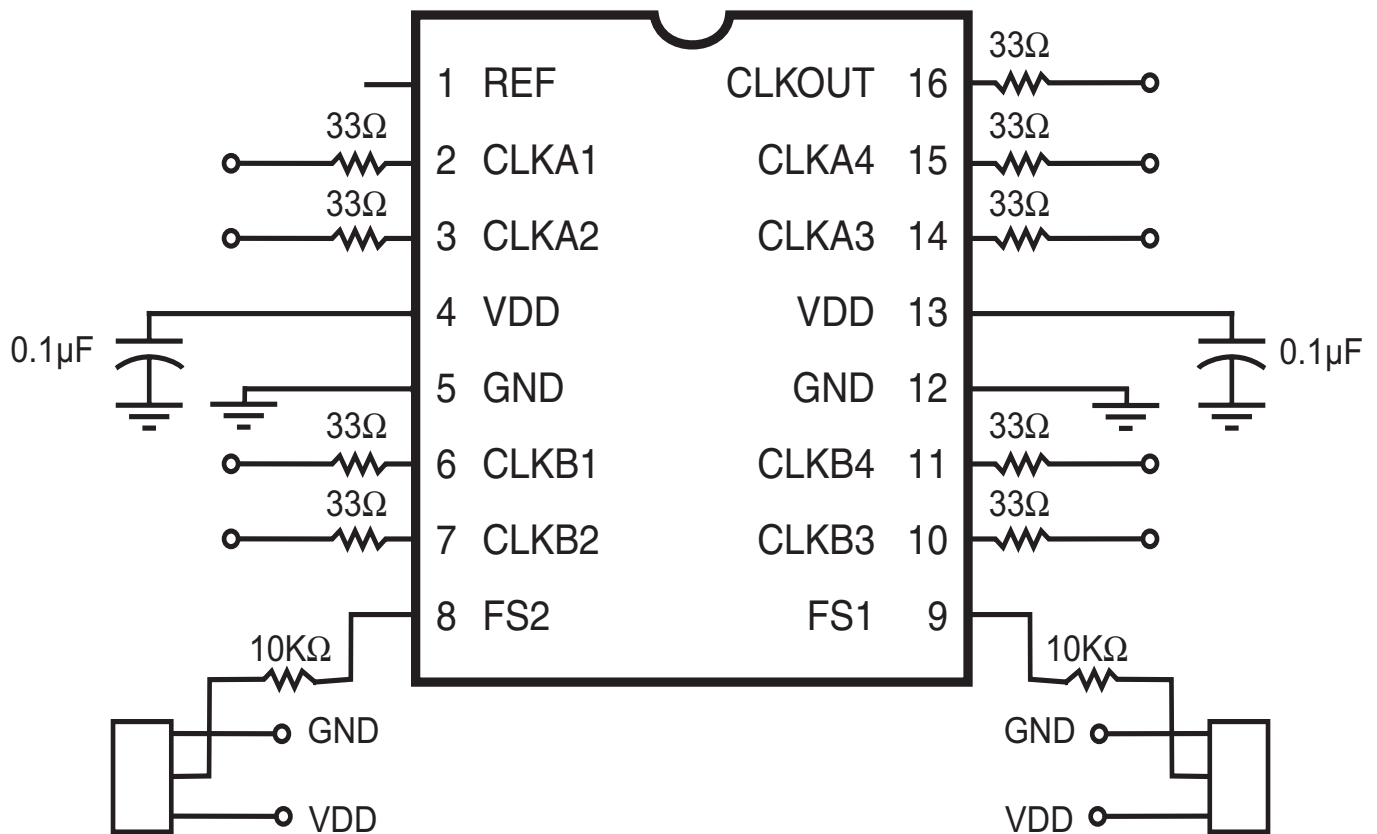 33Ω
1 REF CLKOUT 16
33Ω 33Ω
2 CLKA1 CLKA4 15
33Ω 33Ω
3 CLKA2 CLKA3 14
4 VDD VDD 13
0.1µF 0.1µF
5 GND GND 12
33Ω 33Ω
6 CLKB1 CLKB4 11
33Ω 33Ω
7 CLKB2 CLKB3 10
8 FS2 FS1 9
10KΩ 10KΩ
GND GND
VDD VDD